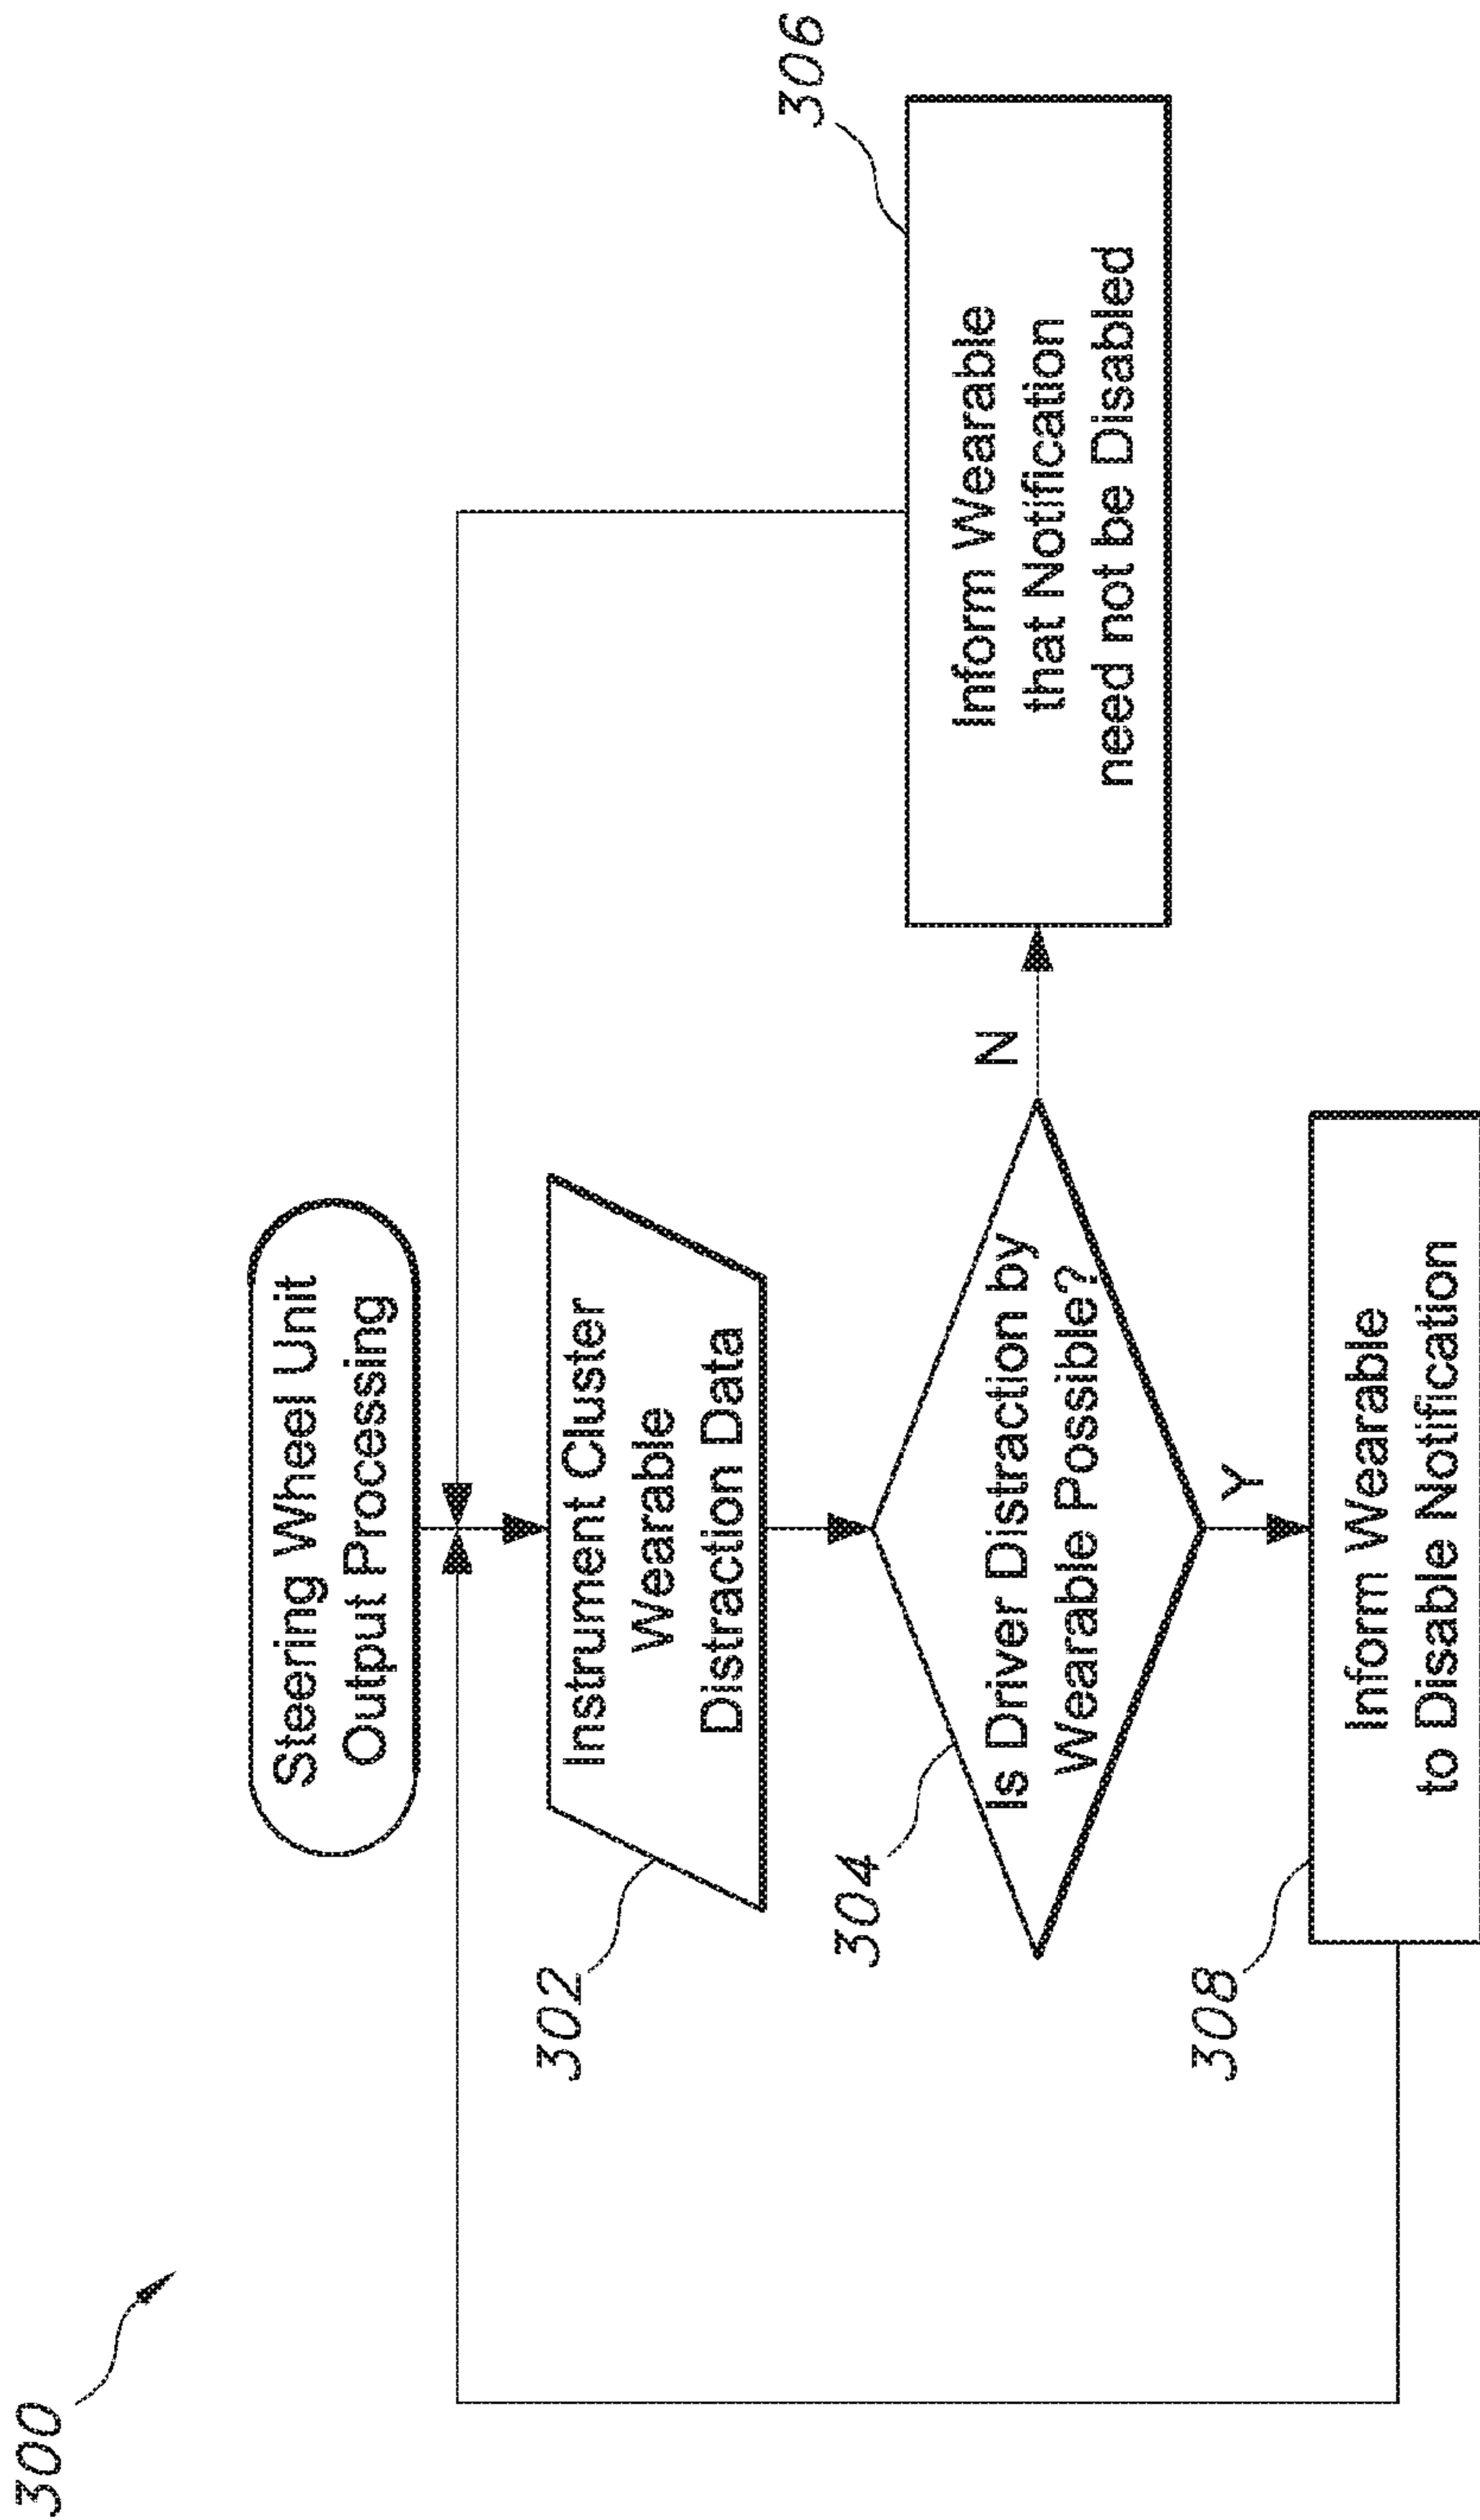 300
Steering Wheel Unit
Output Processing
302
Instrument Cluster
Wearable
Distraction Data
304
Is Driver Distraction by
Wearable Possible?
N
306
Inform Wearable
that Notification
need not be Disabled
Y
308
Inform Wearable
to Disable Notification